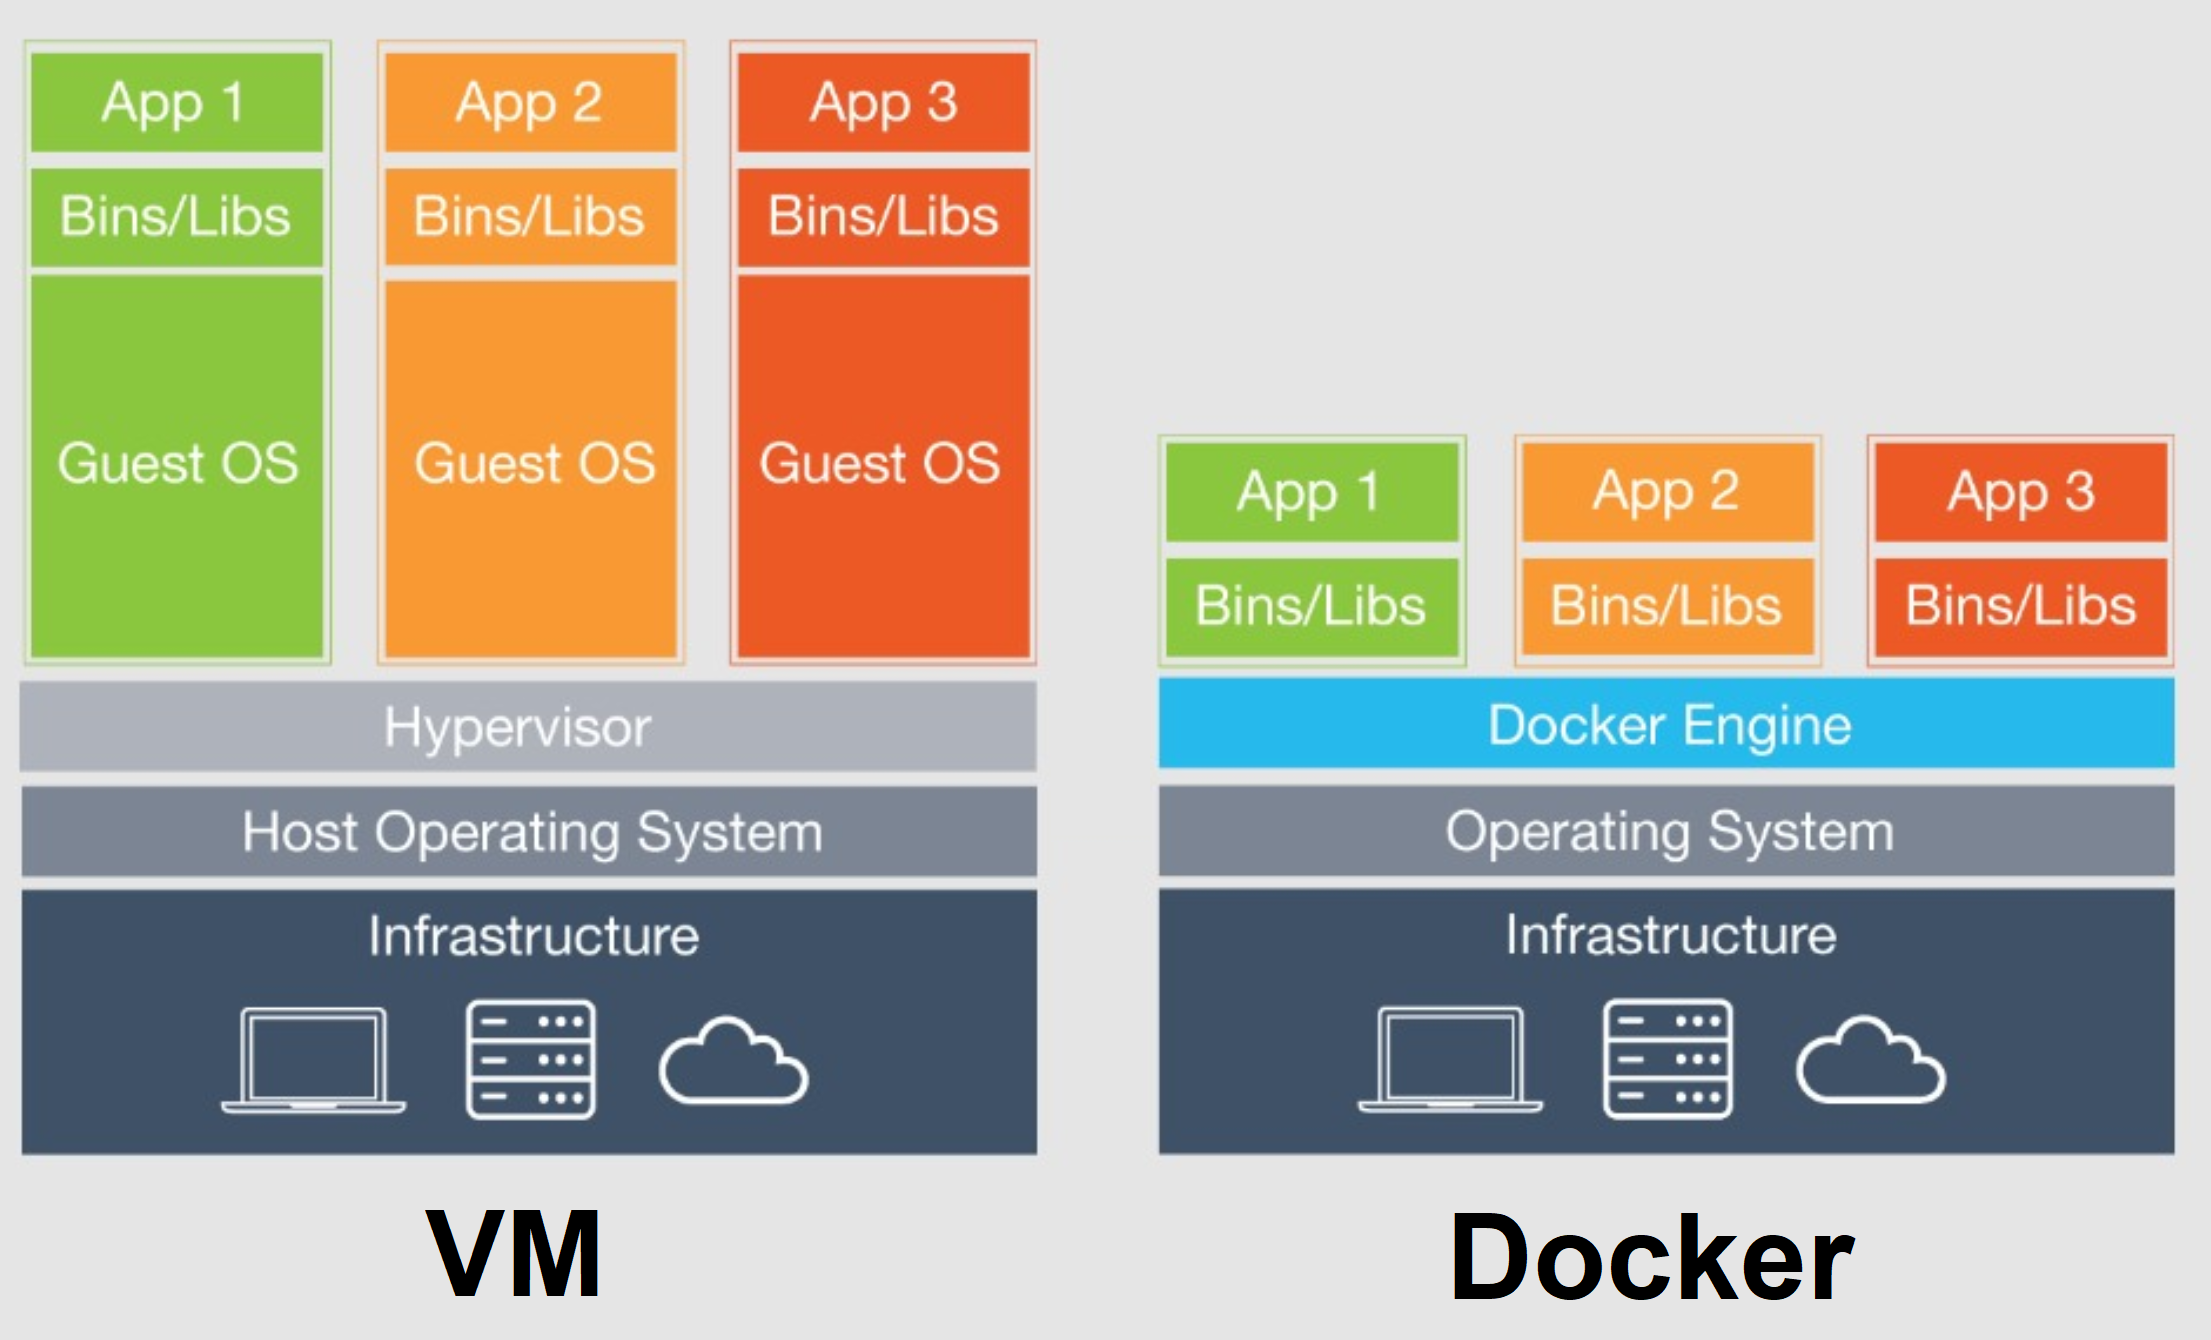 App 1
App 2
App 3
Bins/Libs
Bins/Libs
Bins/Libs
Guest OS
Guest OS
Guest OS
Hypervisor
Host Operating System
Infrastructure
VM
App 1
App 2
App 3
Bins/Libs
Bins/Libs
Bins/Libs
Docker Engine
Operating System
Infrastructure
Docker